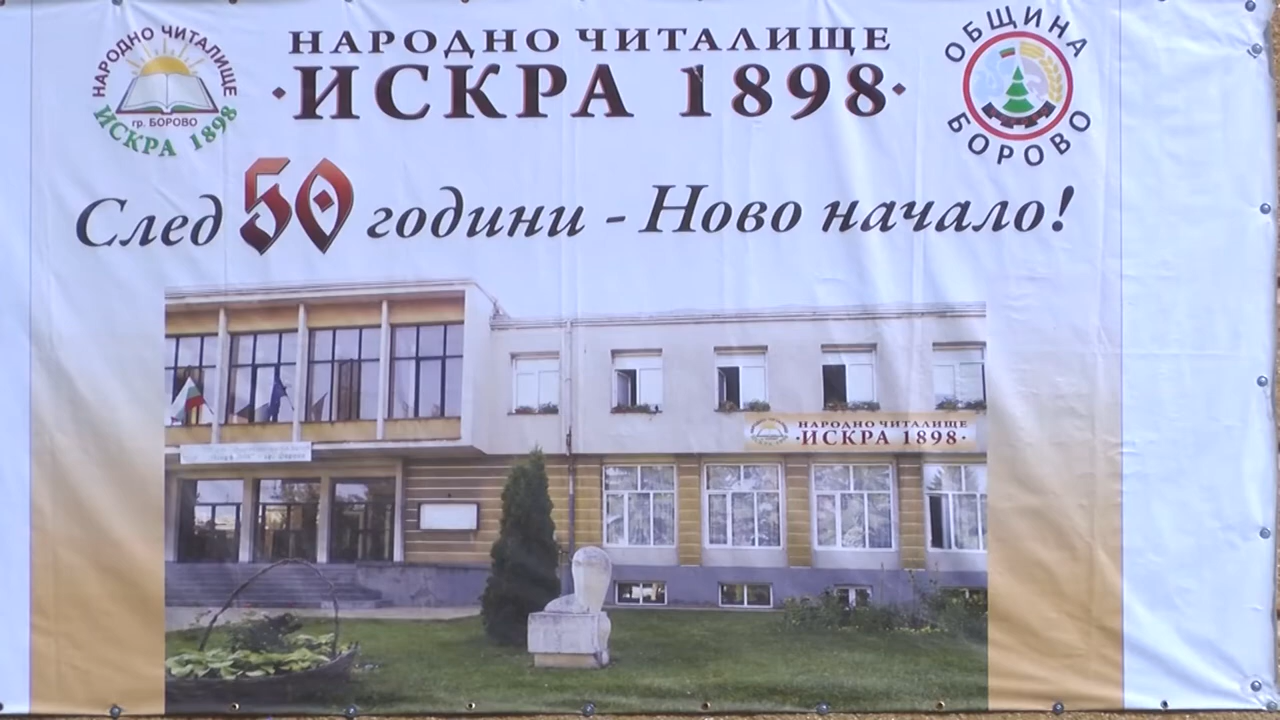 НАРОДНО ЧИТАЛИЩЕ
ИСКРА 1898
гр. БОРОВО
НАРОДНО ЧИТАЛИЩЕ
·ИСКРА 1898·
ОБЩИНА
БОРОВО
След 50 години - Ново начало!
НАРОДНО ЧИТАЛИЩЕ
·ИСКРА 1898·